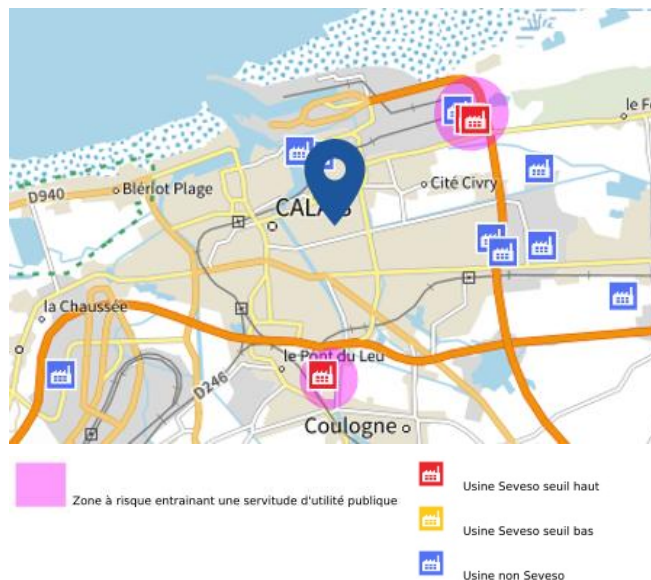 le F
Cité Civry
Blériot Plage
D940
CALAIS
la Chaussée
le Pont du Leu
D246
Coulogne
Usine Seveso seuil haut
Zone à risque entrainant une servitude d'utilité publique
Usine Seveso seuil bas
Usine non Seveso